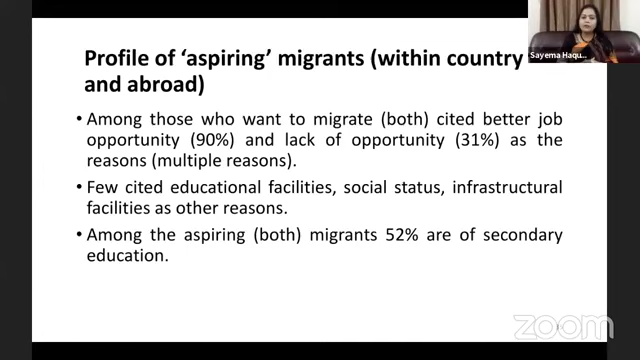 Profile of ‘aspiring’ migrants (within country
and abroad)
Sayema Haqu...
• Among those who want to migrate (both) cited better job
opportunity (90%) and lack of opportunity (31%) as the
reasons (multiple reasons).
• Few cited educational facilities, social status, infrastructural
facilities as other reasons.
• Among the aspiring (both) migrants 52% are of secondary
education.
zoom